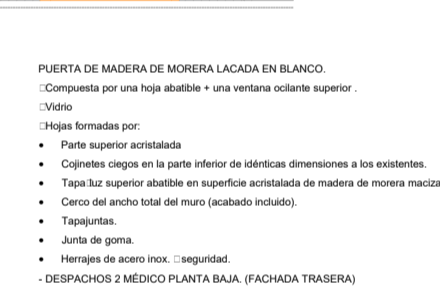 PUERTA DE MADERA DE MORERA LACADA EN BLANCO.
□Compuesta por una hoja abatible + una ventana ocilante superior .
□Vidrio
□Hojas formadas por:
• Parte superior acristalada
• Cojinetes ciegos en la parte inferior de idénticas dimensiones a los existentes.
• Tapa□luz superior abatible en superficie acristalada de madera de morera maciza
• Cerco del ancho total del muro (acabado incluido).
• Tapajuntas.
• Junta de goma.
• Herrajes de acero inox. □seguridad.
- DESPACHOS 2 MÉDICO PLANTA BAJA. (FACHADA TRASERA)